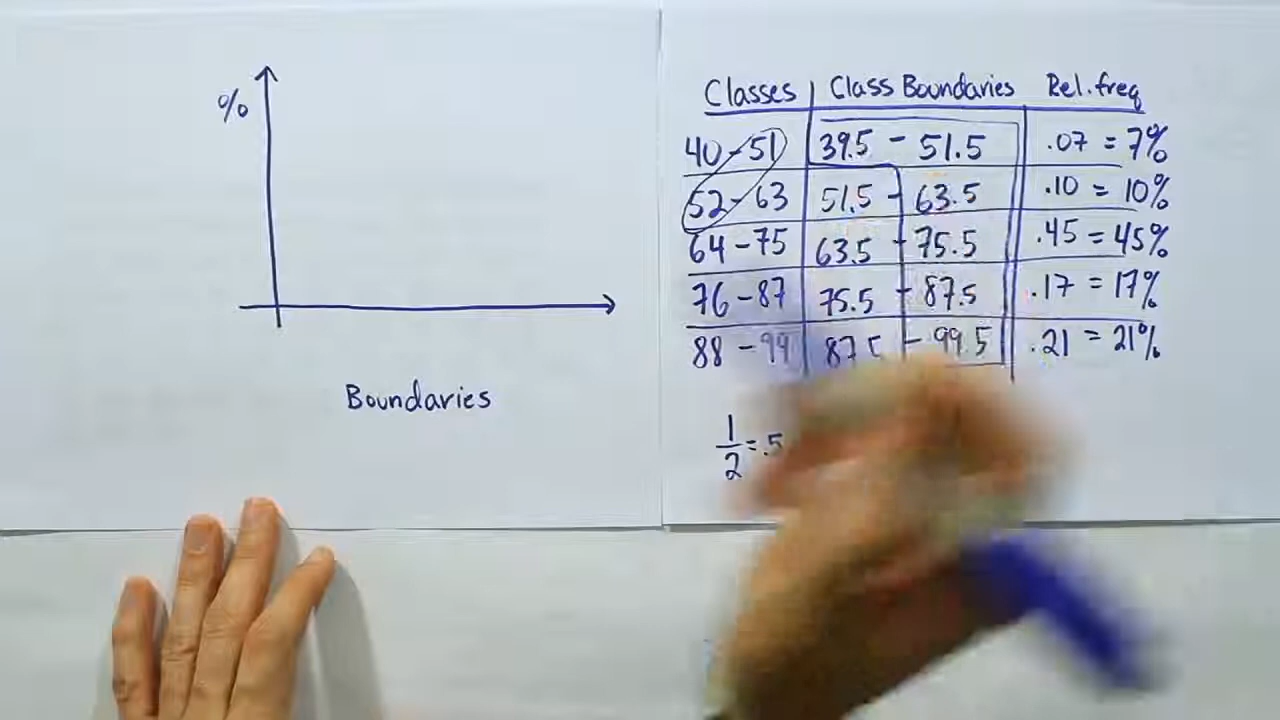 %
Boundaries
Classes Class Boundaries Rel.freq
40-51 39.5 - 51.5 .07 = 7%
52-63 51.5 - 63.5 .10 = 10%
64-75 63.5 - 75.5 .45 = 45%
76-87 75.5 - 87.5 .17 = 17%
88-99 87.5 - 99.5 .21 = 21%
1/2 = .5